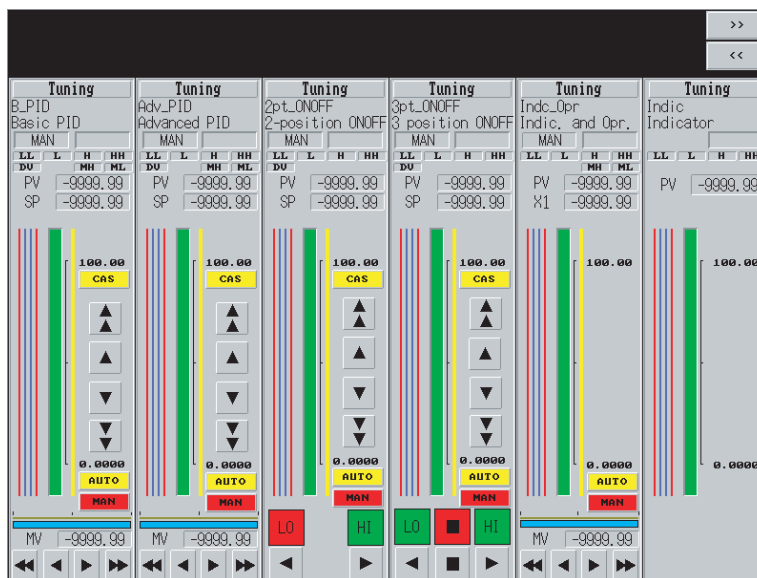 >>
<<
Tuning
B_PID
Basic PID
MAN
LL L H HH
DV MH ML
PV -9999.99
SP -9999.99
100.00
CAS
0.0000
AUTO
MAN
MV -9999.99
Tuning
Adv_PID
Advanced PID
MAN
LL L H HH
DV MH ML
PV -9999.99
SP -9999.99
100.00
CAS
0.0000
AUTO
MAN
MV -9999.99
Tuning
2pt_ONOFF
2-position ONOFF
MAN
LL L H HH
DV
PV -9999.99
SP -9999.99
100.00
CAS
0.0000
AUTO
MAN
LO HI
Tuning
3pt_ONOFF
3 position ONOFF
MAN
LL L H HH
DV
PV -9999.99
SP -9999.99
100.00
CAS
0.0000
AUTO
MAN
LO HI
Tuning
Indc_Opr
Indic. and Opr.
MAN
LL L H HH
MH ML
PV -9999.99
X1 -9999.99
100.00
0.0000
AUTO
MAN
MV -9999.99
Tuning
Indic
Indicator
LL L H HH
PV -9999.99
100.00
0.0000